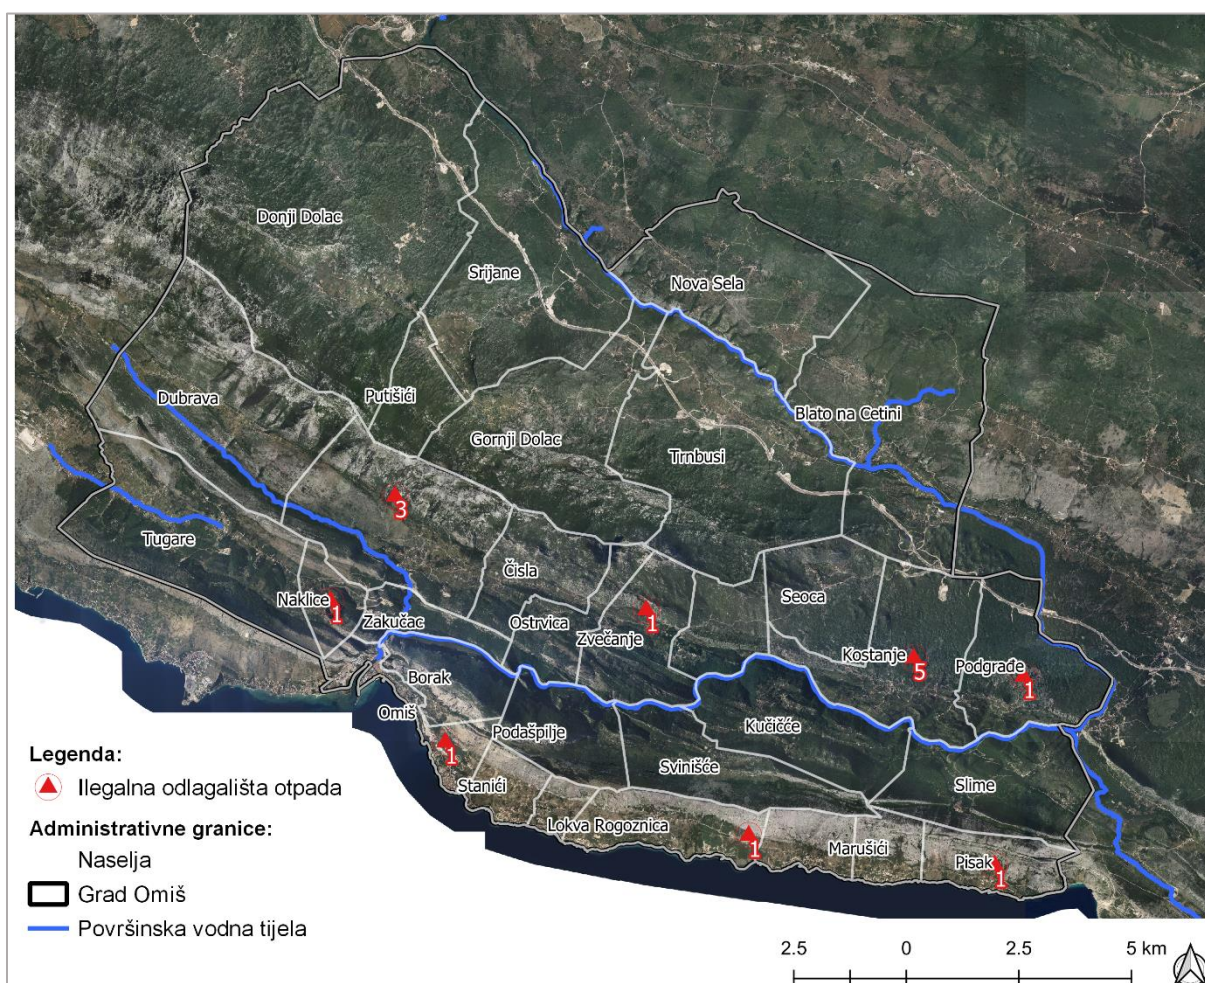 Donji Dolac
Srijane
Nova Sela
Dubrava
Putišići
Blato na Cetini
Gornji Dolac
Trnbusi
3
Tugare
Čisla
Seoca
Naklice
1
Zakučac
Ostrvica
1
Zvečanje
Kostanje
5
Podgrađe
1
Borak
Omiš
Podašpilje
Kučičće
1
Svinišće
Stanići
Slime
Lokva Rogoznica
1
Marušići
Pisak
1
Legenda:
Ilegalna odlagališta otpada
Administrativne granice:
Naselja
Grad Omiš
Površinska vodna tijela
2.5 0 2.5 5 km